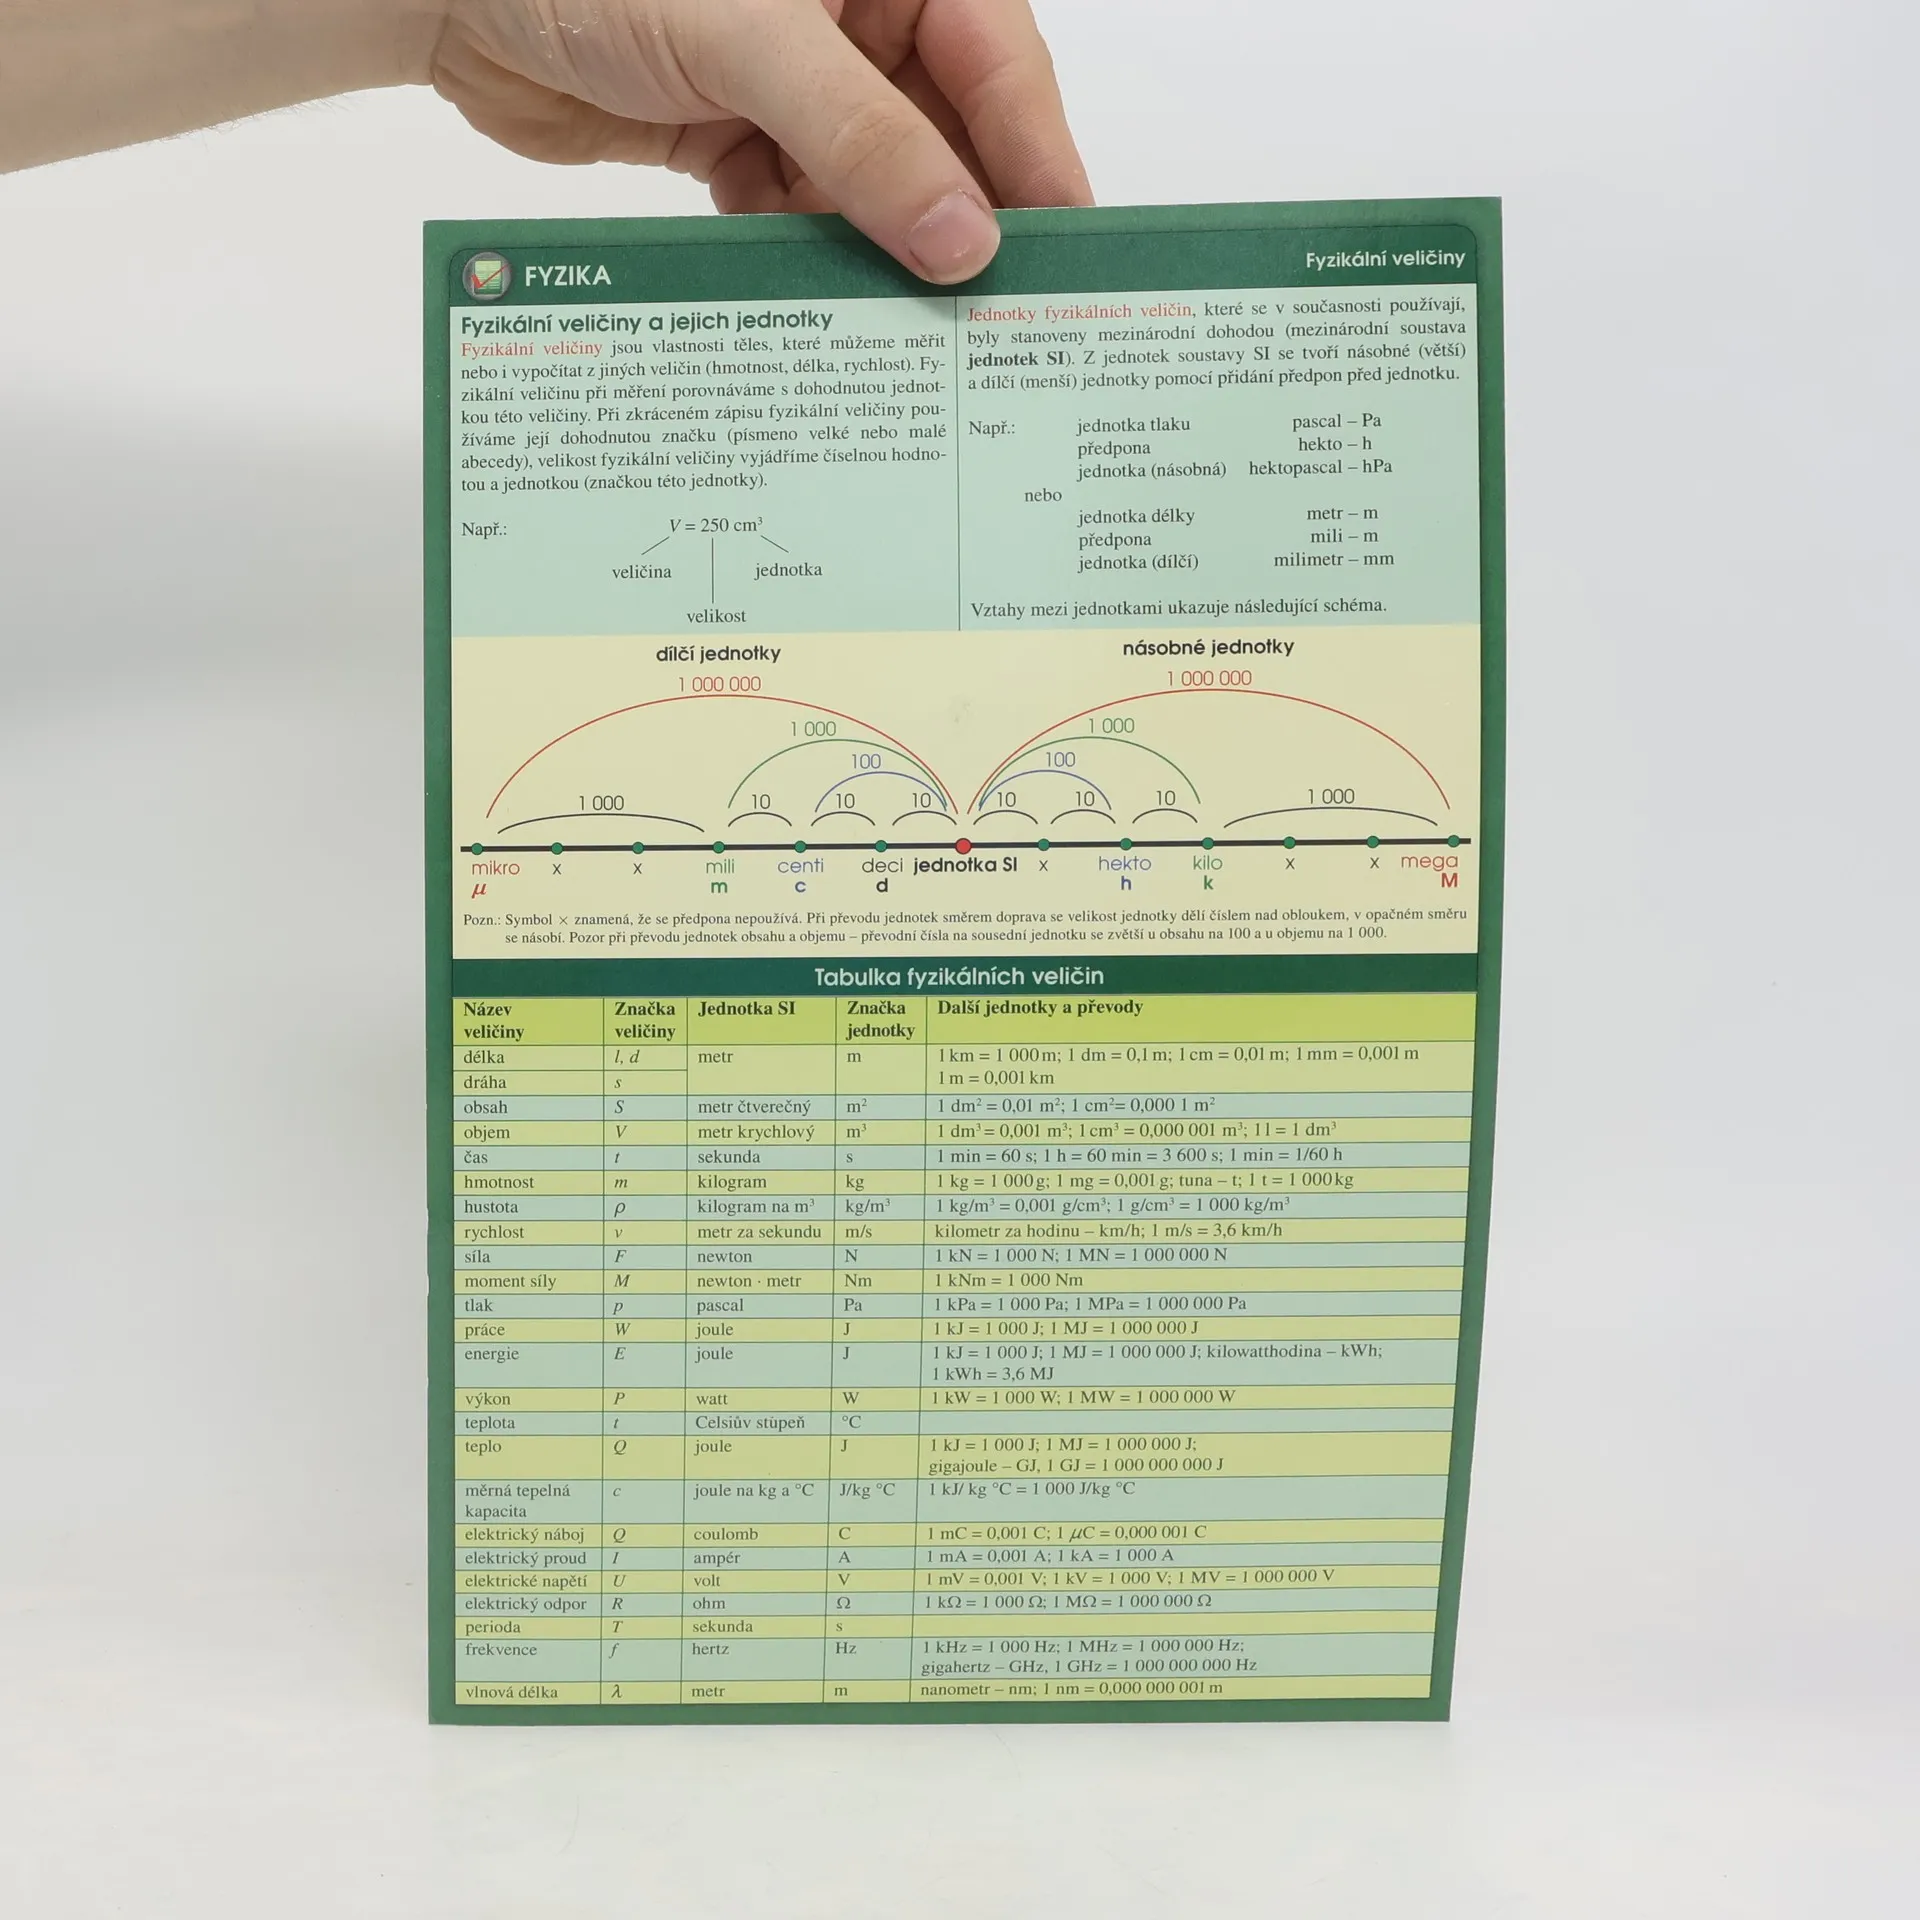 FYZIKA
Fyzikální veličiny
Fyzikální veličiny a jejich jednotky
Fyzikální veličiny jsou vlastnosti těles, které můžeme měřit
nebo i vypočítat z jiných veličin (hmotnost, délka, rychlost). Fy-
zikální veličinu při měření porovnáváme s dohodnutou jednot-
kou této veličiny. Při zkráceném zápisu fyzikální veličiny pou-
žíváme její dohodnutou značku (písmeno velké nebo malé
abecedy), velikost fyzikální veličiny vyjádříme číselnou hodno-
tou a jednotkou (značkou této jednotky).
Např.: V = 250 cm³
veličina jednotka
velikost
Jednotky fyzikálních veličin, které se v současnosti používají,
byly stanoveny mezinárodní dohodou (mezinárodní soustava
jednotek SI). Z jednotek soustavy SI se tvoří násobné (větší)
a dílčí (menší) jednotky pomocí přidání předpon před jednotku.
Např.: jednotka tlaku pascal – Pa
předpona hekto – h
jednotka (násobná) hektopascal – hPa
nebo
jednotka délky metr – m
předpona mili – m
jednotka (dílčí) milimetr – mm
Vztahy mezi jednotkami ukazuje následující schéma.
dílčí jednotky násobné jednotky
1 000 000 1 000 000
1 000 1 000
100 100
1 000 10 10 10 10 10 10 1 000
mikro x x mili centi deci jednotka SI x hekto kilo x x mega
μ m c d h k M
Pozn.: Symbol × znamená, že se předpona nepoužívá. Při převodu jednotek směrem doprava se velikost jednotky dělí číslem nad obloukem, v opačném směru
se násobí. Pozor při převodu jednotek obsahu a objemu – převodní čísla na sousední jednotku se zvětší u obsahu na 100 a u objemu na 1 000.
Tabulka fyzikálních veličin
Název veličiny Značka veličiny Jednotka SI Značka jednotky Další jednotky a převody
délka l, d metr m 1 km = 1 000 m; 1 dm = 0,1 m; 1 cm = 0,01 m; 1 mm = 0,001 m
dráha s 1 m = 0,001 km
obsah S metr čtverečný m² 1 dm² = 0,01 m²; 1 cm² = 0,000 1 m²
objem V metr krychlový m³ 1 dm³ = 0,001 m³; 1 cm³ = 0,000 001 m³; 1 l = 1 dm³
čas t sekunda s 1 min = 60 s; 1 h = 60 min = 3 600 s; 1 min = 1/60 h
hmotnost m kilogram kg 1 kg = 1 000 g; 1 mg = 0,001 g; tuna – t; 1 t = 1 000 kg
hustota ρ kilogram na m³ kg/m³ 1 kg/m³ = 0,001 g/cm³; 1 g/cm³ = 1 000 kg/m³
rychlost v metr za sekundu m/s kilometr za hodinu – km/h; 1 m/s = 3,6 km/h
síla F newton N 1 kN = 1 000 N; 1 MN = 1 000 000 N
moment síly M newton · metr Nm 1 kNm = 1 000 Nm
tlak p pascal Pa 1 kPa = 1 000 Pa; 1 MPa = 1 000 000 Pa
práce W joule J 1 kJ = 1 000 J; 1 MJ = 1 000 000 J
energie E joule J 1 kJ = 1 000 J; 1 MJ = 1 000 000 J; kilowatthodina – kWh;
1 kWh = 3,6 MJ
výkon P watt W 1 kW = 1 000 W; 1 MW = 1 000 000 W
teplota t Celsiův stupeň °C
teplo Q joule J 1 kJ = 1 000 J; 1 MJ = 1 000 000 J;
gigajoule – GJ, 1 GJ = 1 000 000 000 J
měrná tepelná kapacita c joule na kg a °C J/kg °C 1 kJ/ kg °C = 1 000 J/kg °C
elektrický náboj Q coulomb C 1 mC = 0,001 C; 1 μC = 0,000 001 C
elektrický proud I ampér A 1 mA = 0,001 A; 1 kA = 1 000 A
elektrické napětí U volt V 1 mV = 0,001 V; 1 kV = 1 000 V; 1 MV = 1 000 000 V
elektrický odpor R ohm Ω 1 kΩ = 1 000 Ω; 1 MΩ = 1 000 000 Ω
perioda T sekunda s
frekvence f hertz Hz 1 kHz = 1 000 Hz; 1 MHz = 1 000 000 Hz;
gigahertz – GHz, 1 GHz = 1 000 000 000 Hz
vlnová délka λ metr m nanometr – nm; 1 nm = 0,000 000 001 m